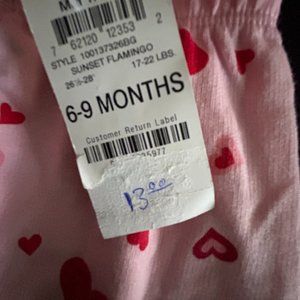 7 62120 12353 2
STYLE 100137326BG
SUNSET FLAMINGO
26½-28" 17-22 LBS.
6-9 MONTHS
Customer Return Label
13.00